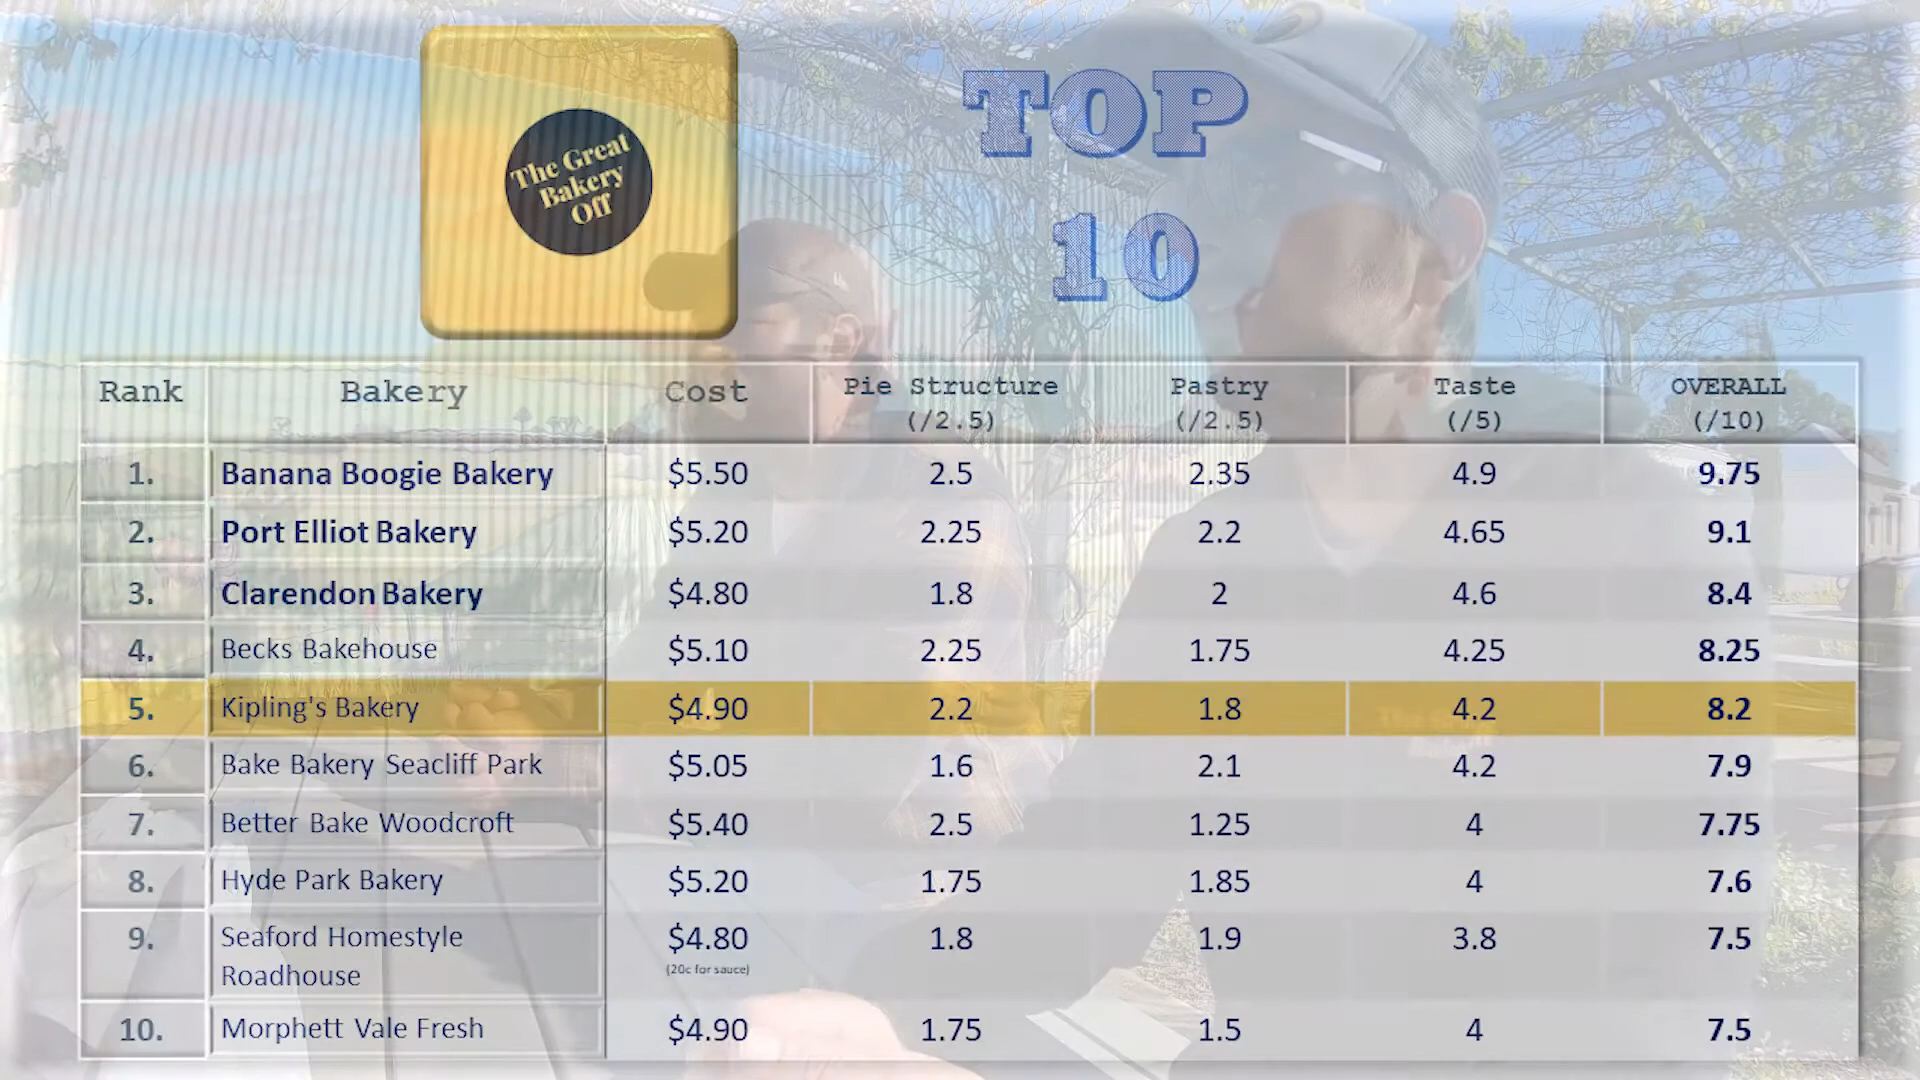 The Great
Bakery
Off
TOP
10
Rank Bakery Cost Pie Structure (/2.5) Pastry (/2.5) Taste (/5) OVERALL (/10)
1. Banana Boogie Bakery $5.50 2.5 2.35 4.9 9.75
2. Port Elliot Bakery $5.20 2.25 2.2 4.65 9.1
3. Clarendon Bakery $4.80 1.8 2 4.6 8.4
4. Becks Bakehouse $5.10 2.25 1.75 4.25 8.25
5. Kipling's Bakery $4.90 2.2 1.8 4.2 8.2
6. Bake Bakery Seacliff Park $5.05 1.6 2.1 4.2 7.9
7. Better Bake Woodcroft $5.40 2.5 1.25 4 7.75
8. Hyde Park Bakery $5.20 1.75 1.85 4 7.6
9. Seaford Homestyle Roadhouse $4.80 (20c for sauce) 1.8 1.9 3.8 7.5
10. Morphett Vale Fresh $4.90 1.75 1.5 4 7.5